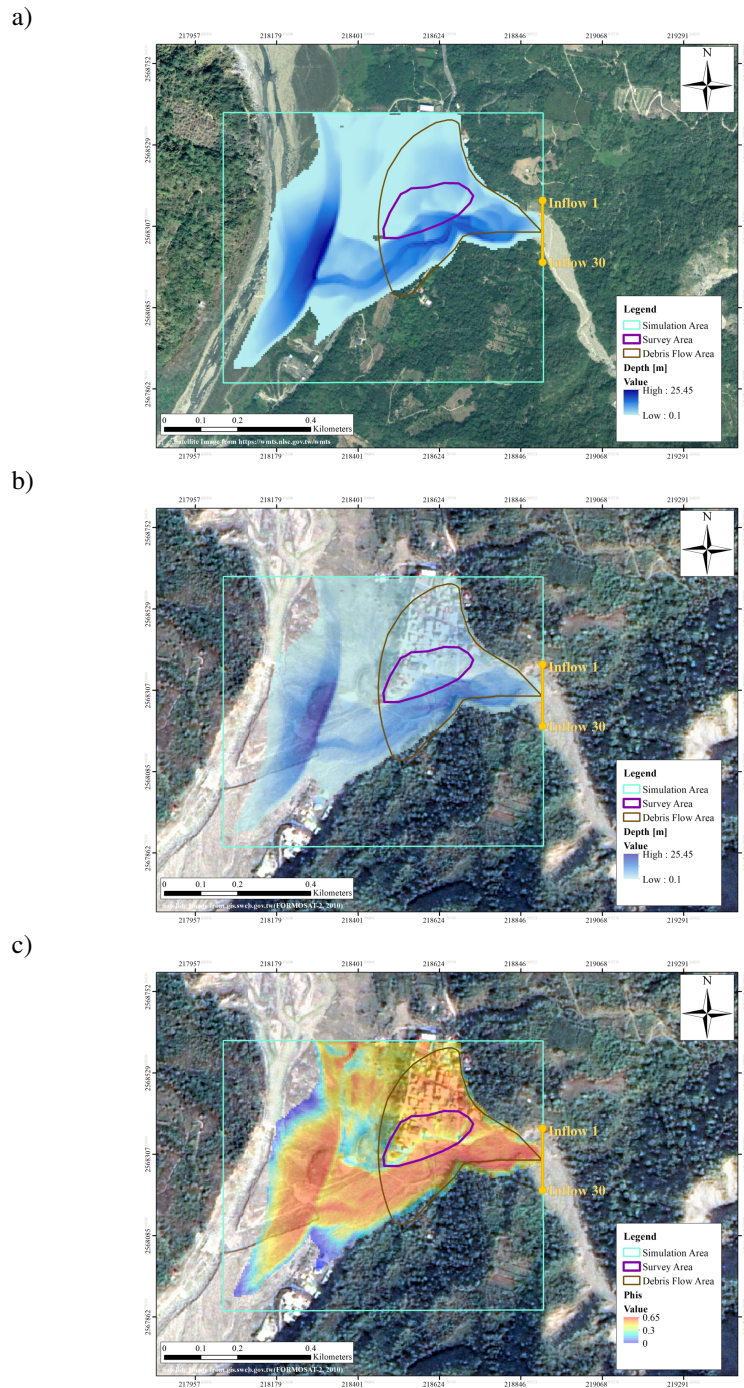 a)
217957 218179 218401 218624 218846 219068 219291
2568752
2568529
2568307
2568085
2567862
N
Inflow 1
Inflow 30
Legend
Simulation Area
Survey Area
Debris Flow Area
Depth [m]
Value
High : 25.45
Low : 0.1
0 0.1 0.2 0.4
Kilometers
Satellite Image from https://wmts.nlsc.gov.tw/wmts
217957 218179 218401 218624 218846 219068 219291
b)
2568752
2568529
2568307
2568085
2567862
N
Inflow 1
Inflow 30
Legend
Simulation Area
Survey Area
Debris Flow Area
Depth [m]
Value
High : 25.45
Low : 0.1
0 0.1 0.2 0.4
Kilometers
Satellite Image from gis.swcb.gov.tw(FORMOSAT-2, 2010)
217957 218179 218401 218624 218846 219068 219291
c)
2568752
2568529
2568307
2568085
2567862
N
Inflow 1
Inflow 30
Legend
Simulation Area
Survey Area
Debris Flow Area
Phis
Value
0.65
0.3
0
0 0.1 0.2 0.4
Kilometers
Satellite Image from gis.swcb.gov.tw(FORMOSAT-2, 2010)
217957 218179 218401 218624 218846 219068 219291